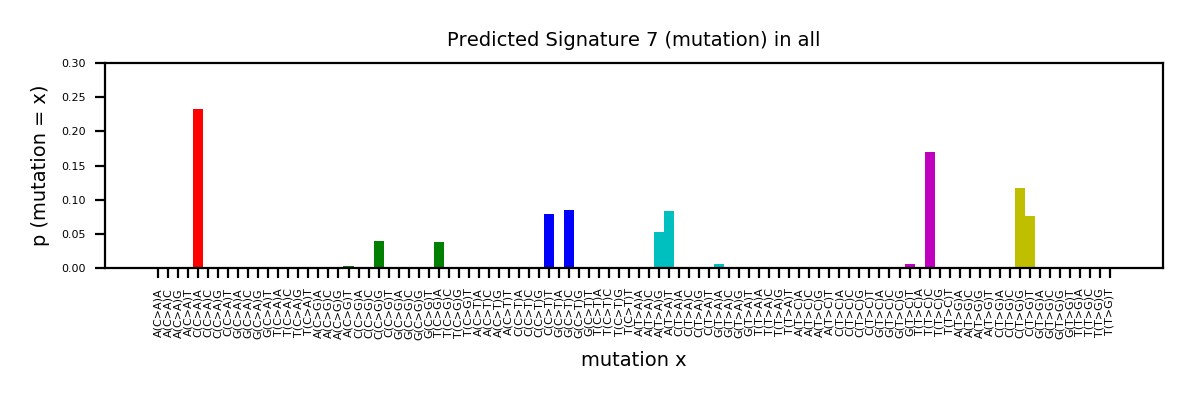 Predicted Signature 7 (mutation) in all
p (mutation = x)
0.30
0.25
0.20
0.15
0.10
0.05
0.00
A(C>A)A
A(C>A)C
A(C>A)G
A(C>A)T
C(C>A)A
C(C>A)C
C(C>A)G
C(C>A)T
G(C>A)A
G(C>A)C
G(C>A)G
G(C>A)T
T(C>A)A
T(C>A)C
T(C>A)G
T(C>A)T
A(C>G)A
A(C>G)C
A(C>G)G
A(C>G)T
C(C>G)A
C(C>G)C
C(C>G)G
C(C>G)T
G(C>G)A
G(C>G)C
G(C>G)G
G(C>G)T
T(C>G)A
T(C>G)C
T(C>G)G
T(C>G)T
A(C>T)A
A(C>T)C
A(C>T)G
A(C>T)T
C(C>T)A
C(C>T)C
C(C>T)G
C(C>T)T
G(C>T)A
G(C>T)C
G(C>T)G
G(C>T)T
T(C>T)A
T(C>T)C
T(C>T)G
T(C>T)T
A(T>A)A
A(T>A)C
A(T>A)G
A(T>A)T
C(T>A)A
C(T>A)C
C(T>A)G
C(T>A)T
G(T>A)A
G(T>A)C
G(T>A)G
G(T>A)T
T(T>A)A
T(T>A)C
T(T>A)G
T(T>A)T
A(T>C)A
A(T>C)C
A(T>C)G
A(T>C)T
C(T>C)A
C(T>C)C
C(T>C)G
C(T>C)T
G(T>C)A
G(T>C)C
G(T>C)G
G(T>C)T
T(T>C)A
T(T>C)C
T(T>C)G
T(T>C)T
A(T>G)A
A(T>G)C
A(T>G)G
A(T>G)T
C(T>G)A
C(T>G)C
C(T>G)G
C(T>G)T
G(T>G)A
G(T>G)C
G(T>G)G
G(T>G)T
T(T>G)A
T(T>G)C
T(T>G)G
T(T>G)T
mutation x